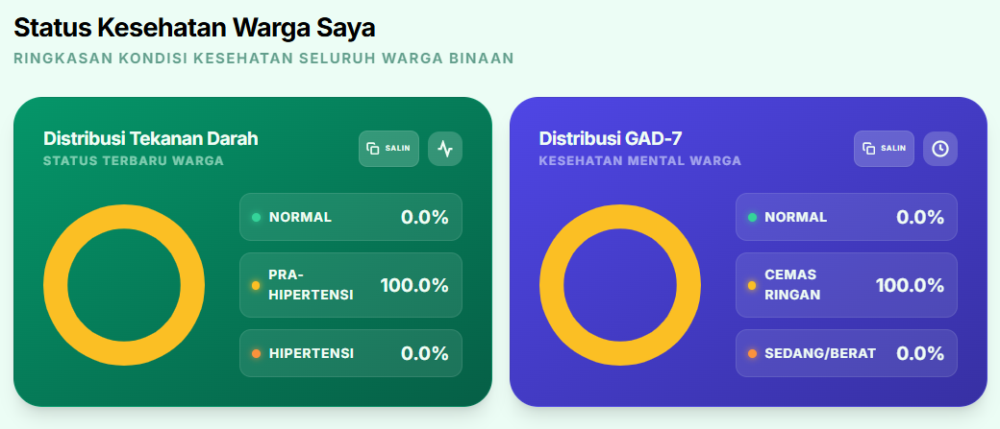 Status Kesehatan Warga Saya
RINGKASAN KONDISI KESEHATAN SELURUH WARGA BINAAN
Distribusi Tekanan Darah
STATUS TERBARU WARGA
SALIN
NORMAL 0.0%
PRA-
HIPERTENSI 100.0%
HIPERTENSI 0.0%
Distribusi GAD-7
KESEHATAN MENTAL WARGA
SALIN
NORMAL 0.0%
CEMAS
RINGAN 100.0%
SEDANG/BERAT 0.0%